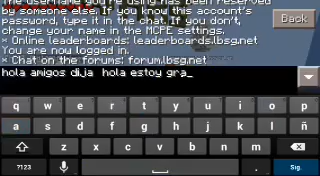 The username you're using has been reserved
by someone else. If you know this account's
password, type it in the chat. If you don't,
change your name in the MCPE settings.
Back
× Online leaderboards: leaderboards.lbsg.net
You are now logged in.
× Chat on the forums: forum.lbsg.net
hola amigos dija hola estoy gra_
q w e r t y u i o p
a s d f g h j k l ñ
z x c v b n m
?123 , . Sig.